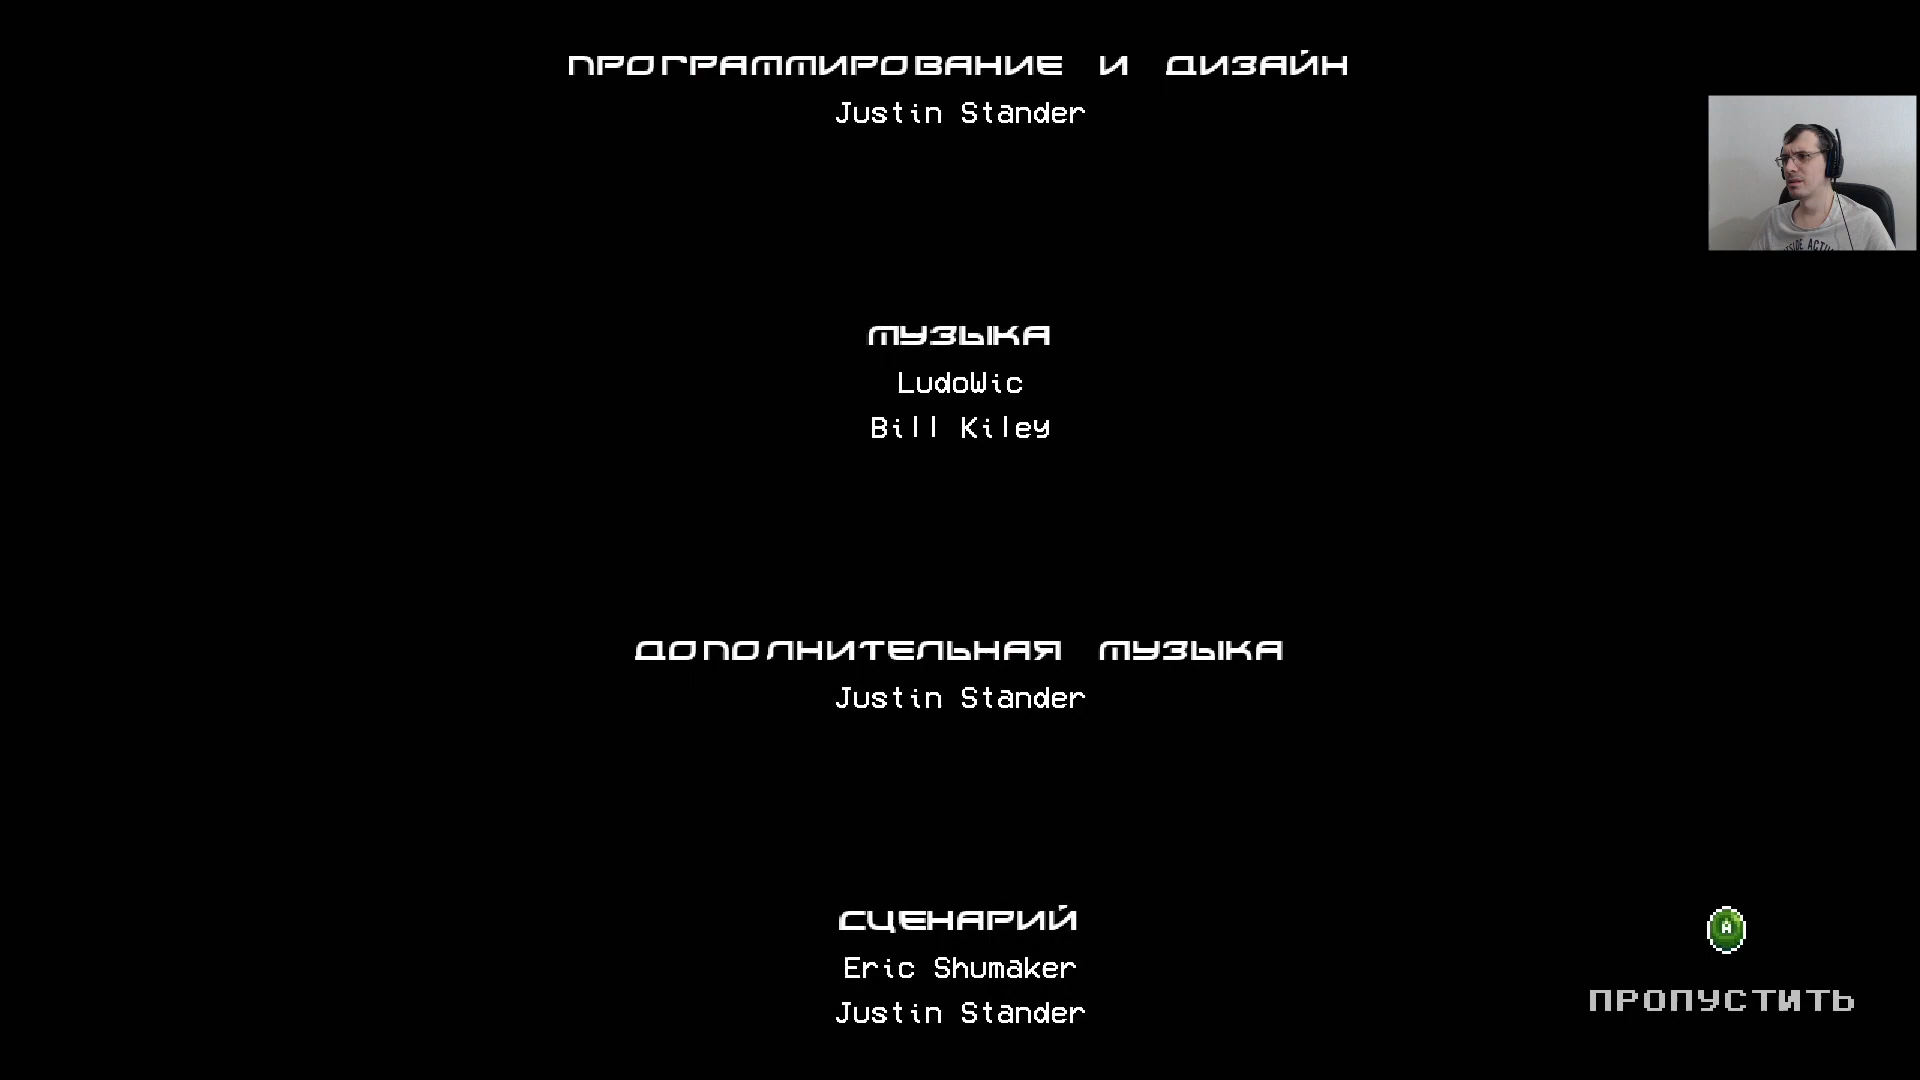 ПРОГРАММИРОВАНИЕ И ДИЗАЙН
Justin Stander
МУЗЫКА
LudoWic
Bill Kiley
ДОПОЛНИТЕЛЬНАЯ МУЗЫКА
Justin Stander
СЦЕНАРИЙ
Eric Shumaker
Justin Stander
A
ПРОПУСТИТЬ